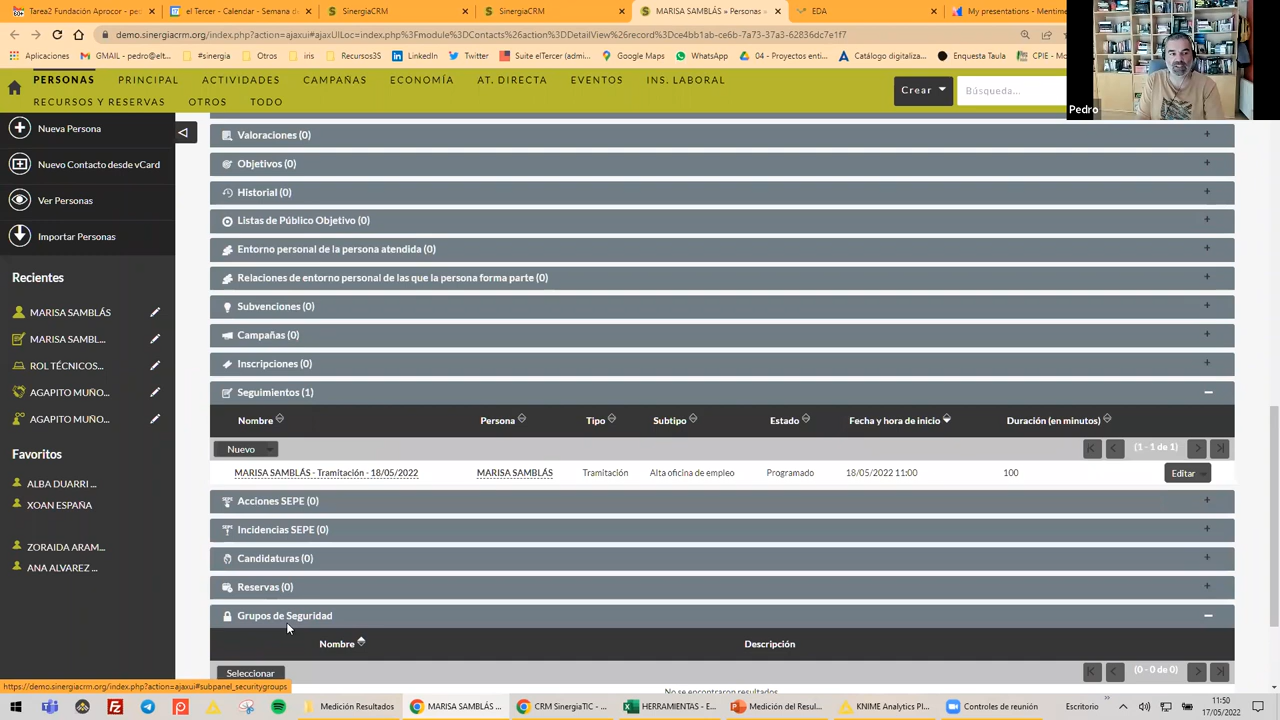 Tarea2 Fundación Aprocor - pe:
el Tercer - Calendar - Semana d
SinergiaCRM
SinergiaCRM
MARISA SAMBLÁS » Personas »
EDA
My presentations - Mentime
demo.sinergiacrm.org/index.php?action=ajaxui#ajaxUILoc=index.php%3Fmodule%3DContacts%26action%3DDetailView%26record%3Dce4bb1ab-ce6b-7a73-37a3-62836dc7e1f7
Aplicaciones
GMAIL - pedro@elt...
#sinergia
Otros
iris
Recursos3S
LinkedIn
Twitter
Suite elTercer (admi...
Google Maps
WhatsApp
04 - Proyectos enti...
Catálogo digitaliza...
Enquesta Taula
CPIE - M
Pedro
PERSONAS PRINCIPAL ACTIVIDADES CAMPAÑAS ECONOMÍA AT. DIRECTA EVENTOS INS. LABORAL
RECURSOS Y RESERVAS OTROS TODO
Crear
Búsqueda...
Nueva Persona
Nuevo Contacto desde vCard
Ver Personas
Importar Personas
Recientes
MARISA SAMBLÁS
MARISA SAMBL...
ROL TÉCNICOS...
AGAPITO MUÑO...
AGAPITO MUÑO...
Favoritos
ALBA DUARRI ...
XOAN ESPAÑA
ZORAIDA ARAM...
ANA ALVAREZ ...
Valoraciones (0)
Objetivos (0)
Historial (0)
Listas de Público Objetivo (0)
Entorno personal de la persona atendida (0)
Relaciones de entorno personal de las que la persona forma parte (0)
Subvenciones (0)
Campañas (0)
Inscripciones (0)
Seguimientos (1)
Nombre Persona Tipo Subtipo Estado Fecha y hora de inicio Duración (en minutos)
Nuevo
(1 - 1 de 1)
MARISA SAMBLÁS - Tramitación - 18/05/2022 MARISA SAMBLÁS Tramitación Alta oficina de empleo Programado 18/05/2022 11:00 100 Editar
Acciones SEPE (0)
Incidencias SEPE (0)
Candidaturas (0)
Reservas (0)
Grupos de Seguridad
Nombre Descripción
Seleccionar
(0 - 0 de 0)
No se encontraron resultados
https://demo.sinergiacrm.org/index.php?action=ajaxui#subpanel_securitygroups
Medición Resultados
MARISA SAMBLÁS ...
CRM SinergiaTIC - ...
HERRAMIENTAS - E...
Medición del Resul...
KNIME Analytics Pl...
Controles de reunión
11:50
17/05/2022